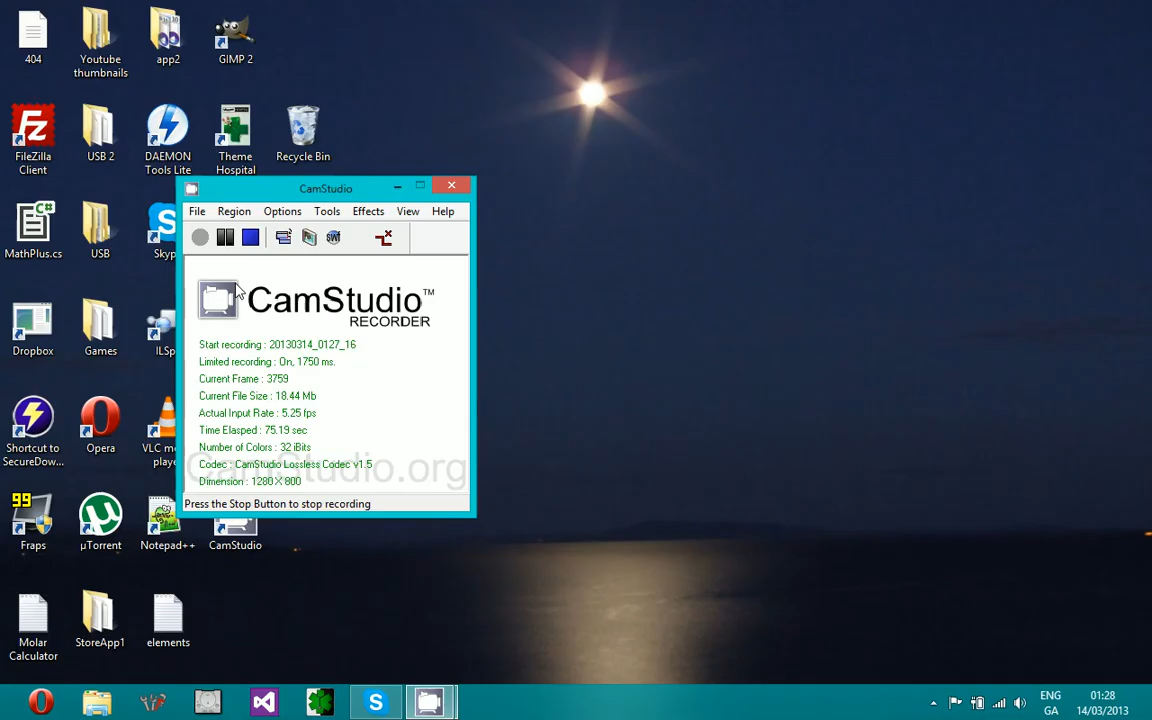 404
Youtube
thumbnails
app2
GIMP 2
FileZilla
Client
USB 2
DAEMON
Tools Lite
Theme
Hospital
Recycle Bin
CamStudio
File Region Options Tools Effects View Help
SWF
CamStudio™
RECORDER
Start recording : 20130314_0127_16
Limited recording : On, 1750 ms.
Current Frame : 3759
Current File Size : 18.44 Mb
Actual Input Rate : 5.25 fps
Time Elasped : 75.19 sec
Number of Colors : 32 iBits
Codec : CamStudio Lossless Codec v1.5
Dimension : 1280 X 800
CamStudio.org
Press the Stop Button to stop recording
C#
MathPlus.cs
USB
Skyp
Dropbox
Games
ILSp
Shortcut to
SecureDow...
Opera
VLC me
playe
99
Fraps
µTorrent
Notepad++
CamStudio
Molar
Calculator
StoreApp1
elements
ENG
GA
01:28
14/03/2013